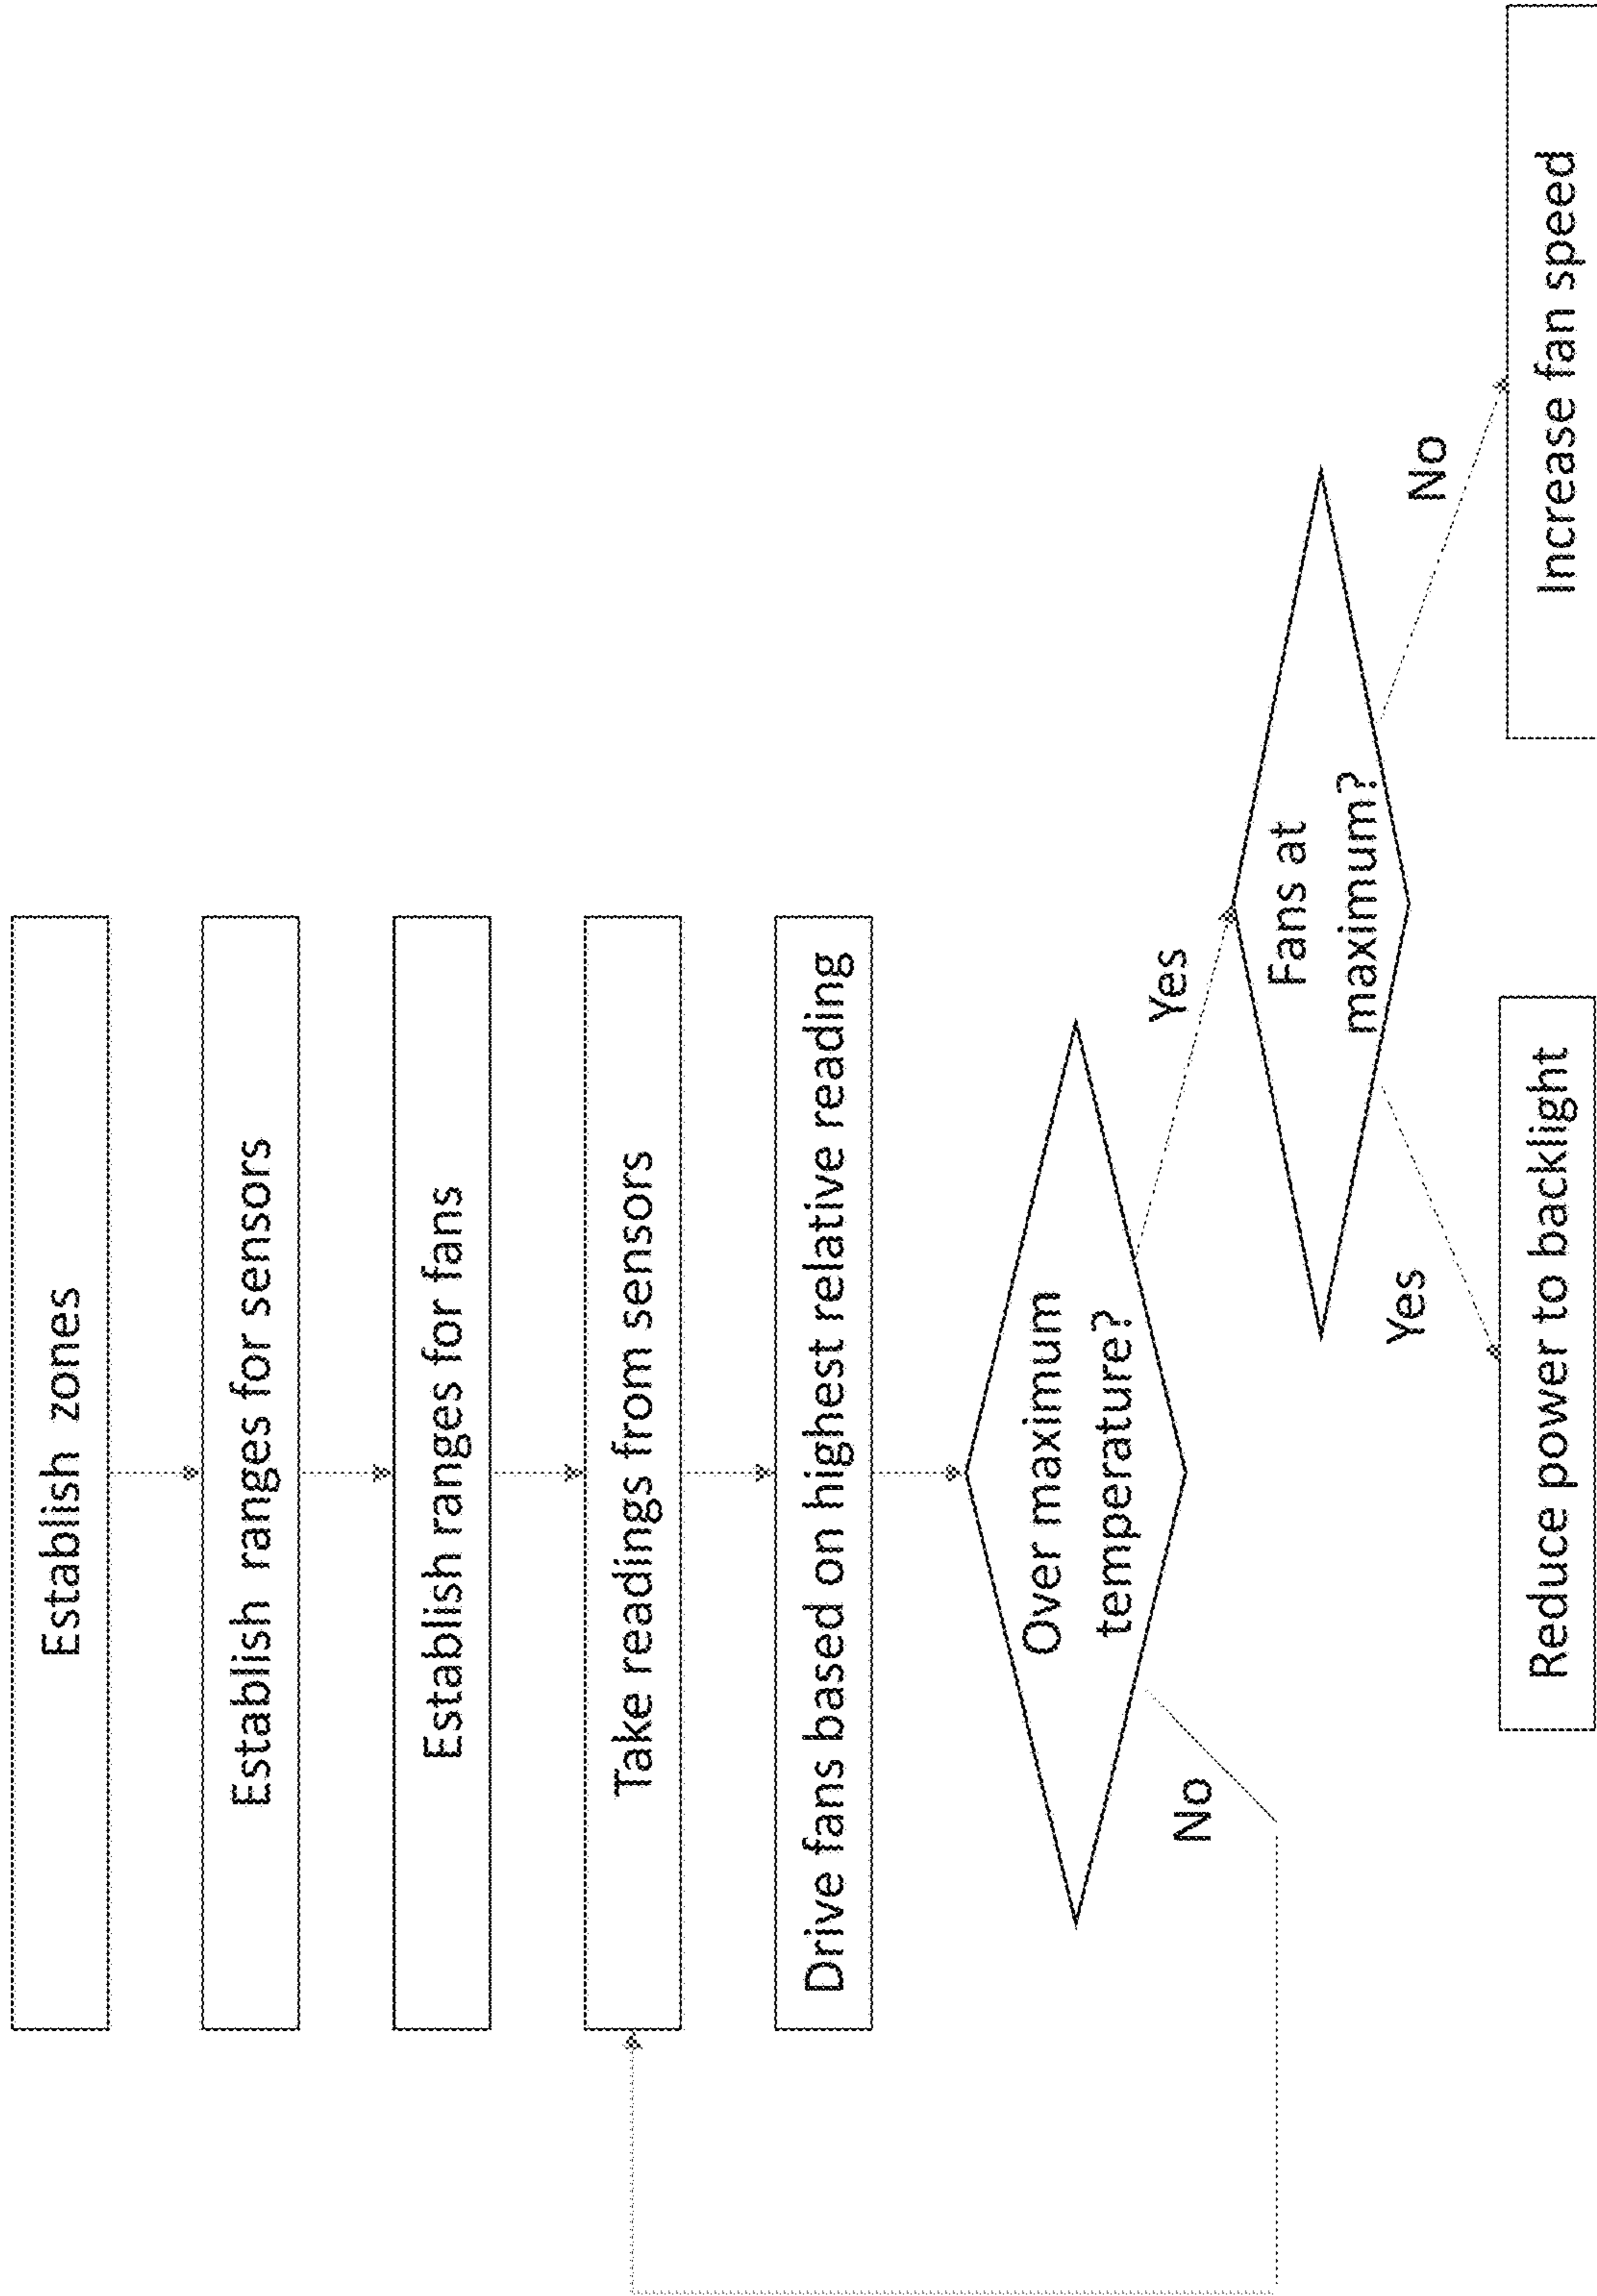 Establish zones
Establish ranges for sensors
Establish ranges for fans
Take readings from sensors
Drive fans based on highest relative reading
Over maximum
temperature?
No
Yes
Fans at
maximum?
Yes
No
Reduce power to backlight
Increase fan speed